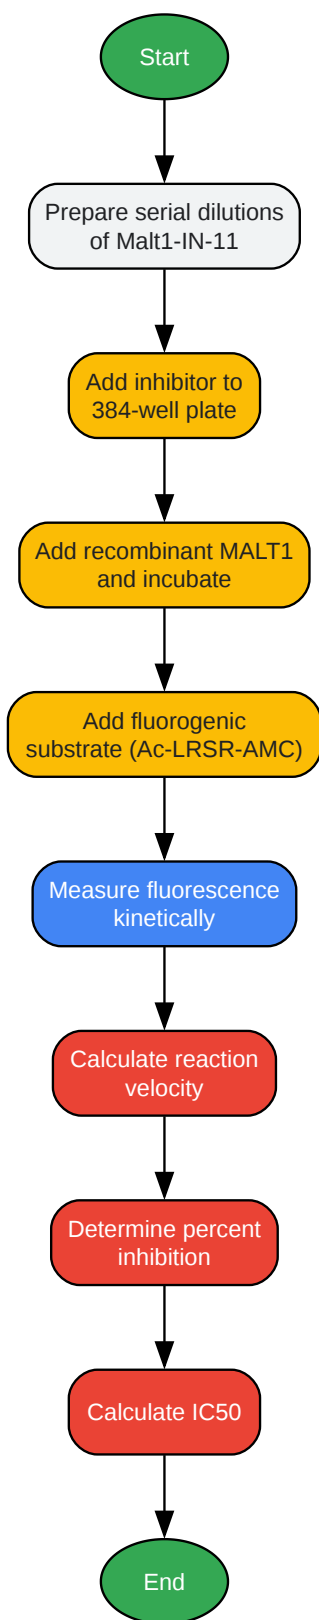 Start
Prepare serial dilutions
of Malt1-IN-11
Add inhibitor to
384-well plate
Add recombinant MALT1
and incubate
Add fluorogenic
substrate (Ac-LRSR-AMC)
Measure fluorescence
kinetically
Calculate reaction
velocity
Determine percent
inhibition
Calculate IC50
End